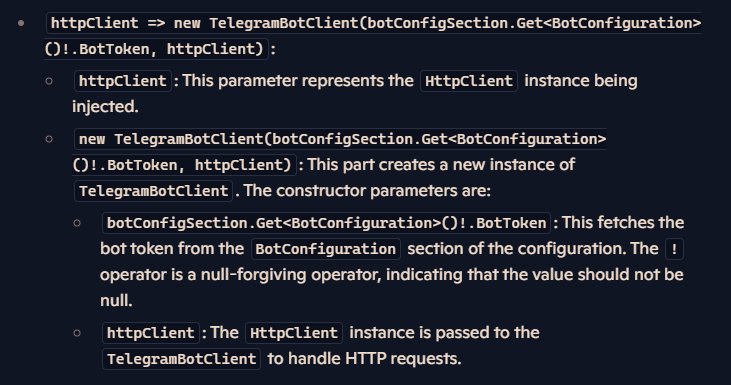 httpClient => new TelegramBotClient(botConfigSection.Get<BotConfiguration>
()!.BotToken, httpClient):
httpClient: This parameter represents the HttpClient instance being
injected.
new TelegramBotClient(botConfigSection.Get<BotConfiguration>
()!.BotToken, httpClient): This part creates a new instance of
TelegramBotClient. The constructor parameters are:
botConfigSection.Get<BotConfiguration>()!.BotToken: This fetches the
bot token from the BotConfiguration section of the configuration. The !
operator is a null-forgiving operator, indicating that the value should not be
null.
httpClient: The HttpClient instance is passed to the
TelegramBotClient to handle HTTP requests.